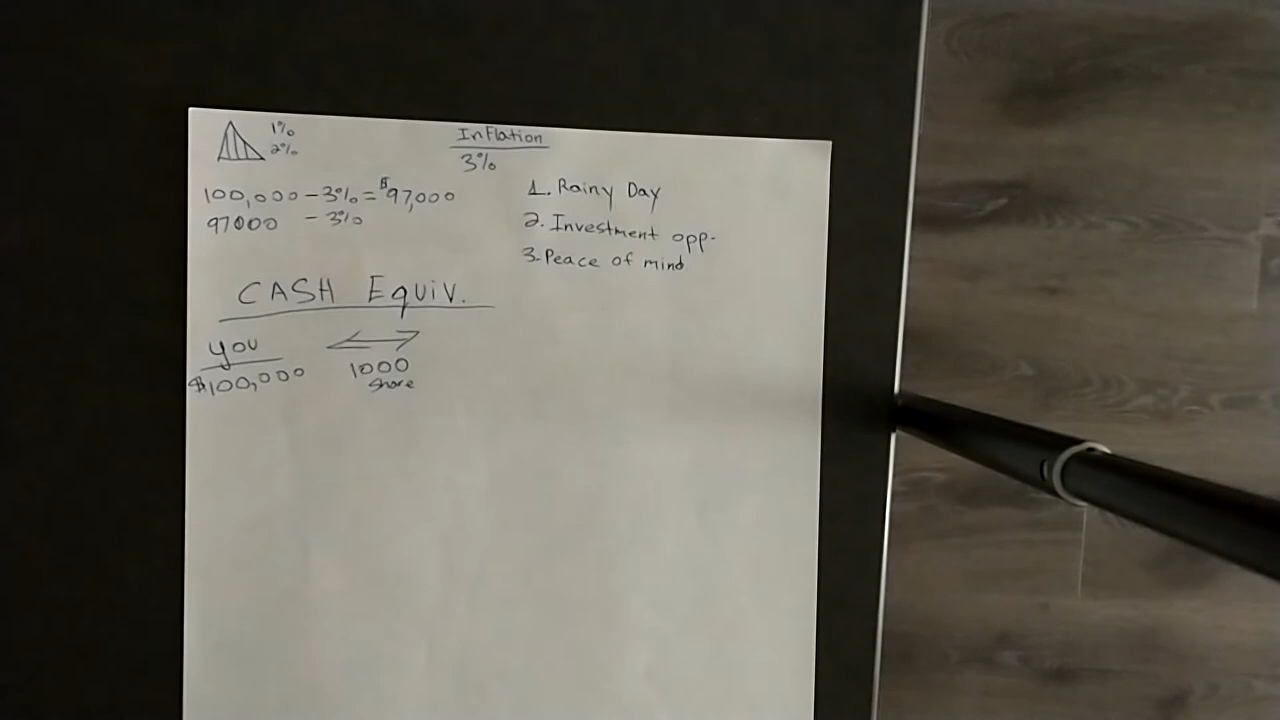 1%
2%
Inflation
3%
100,000 - 3% = $97,000
97000 - 3%
1. Rainy Day
2. Investment opp.
3. Peace of mind
CASH Equiv.
you
$100,000
1000
Share